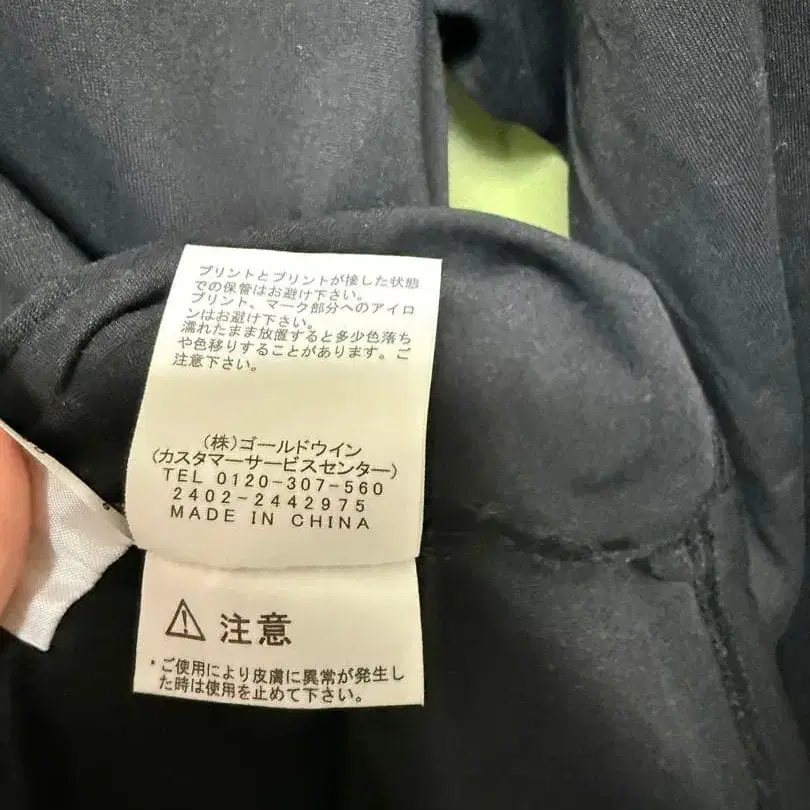 プリントとプリントが接した状態
での保管はお避け下さい。
プリント、マーク部分へのアイロ
ンはお避け下さい。
濡れたまま放置すると多少色落ち
や色移りすることがあります。ご
注意下さい。
(株)ゴールドウイン
(カスタマーサービスセンター)
TEL 0120-307-560
2402-2442975
MADE IN CHINA
注意
*ご使用により皮膚に異常が発生し
た時は使用を止めて下さい。